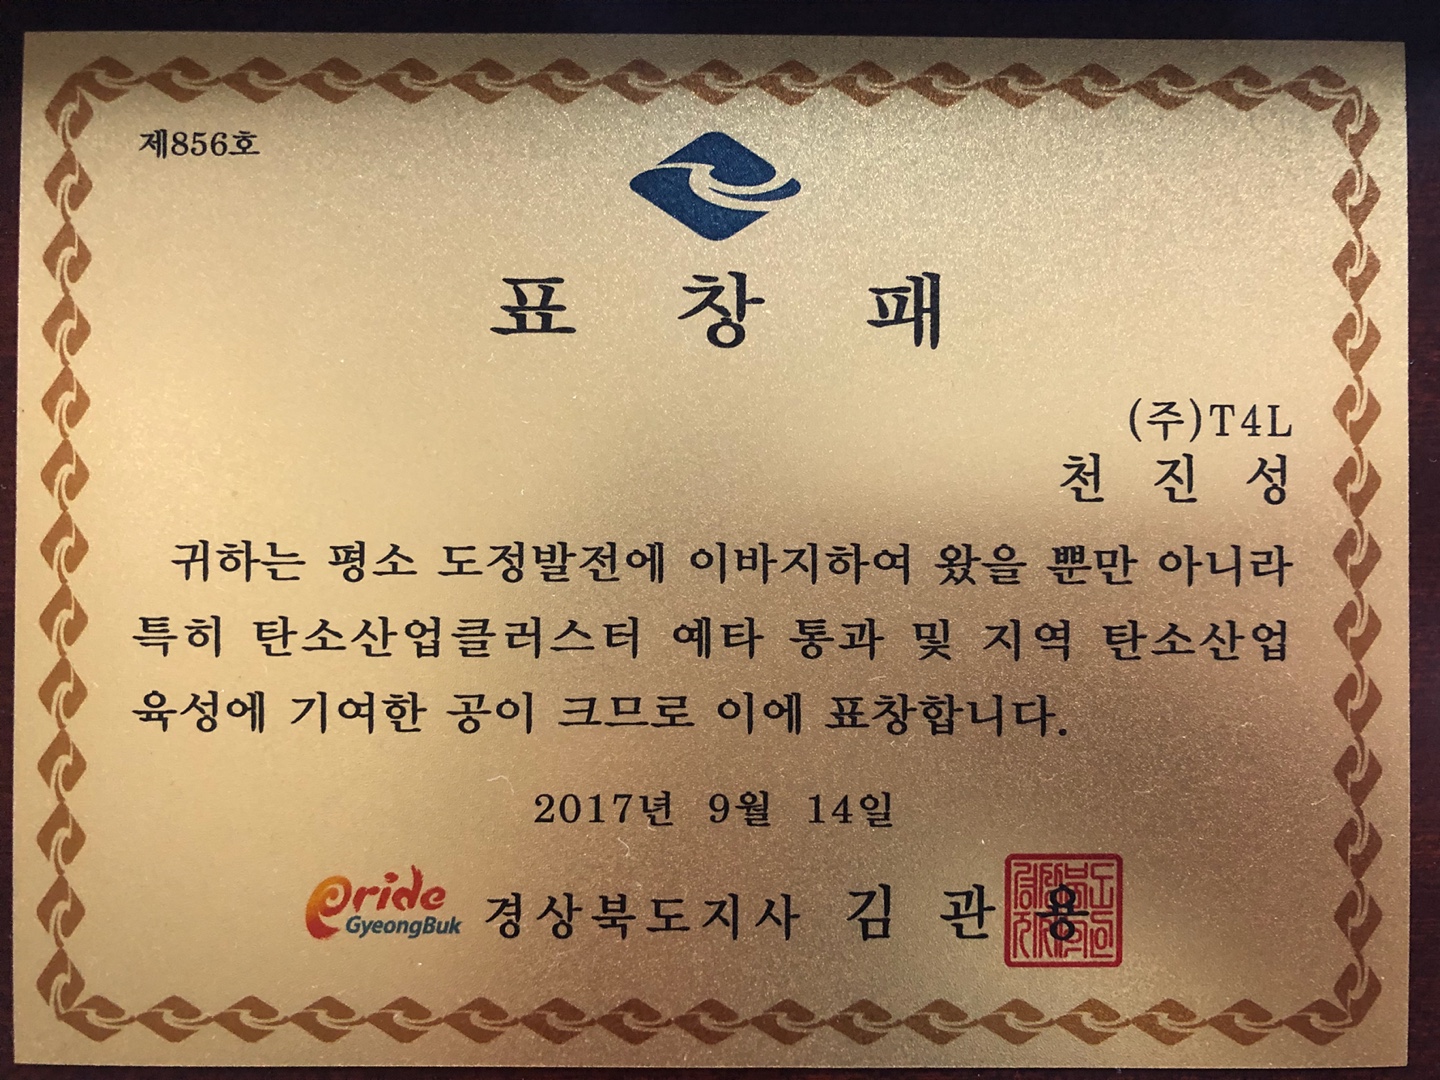 제856호
표 창 패
(주)T4L
천 진 성
귀하는 평소 도정발전에 이바지하여 왔을 뿐만 아니라
특히 탄소산업클러스터 예타 통과 및 지역 탄소산업
육성에 기여한 공이 크므로 이에 표창합니다.
2017년 9월 14일
Pride
GyeongBuk
경상북도지사 김 관 용